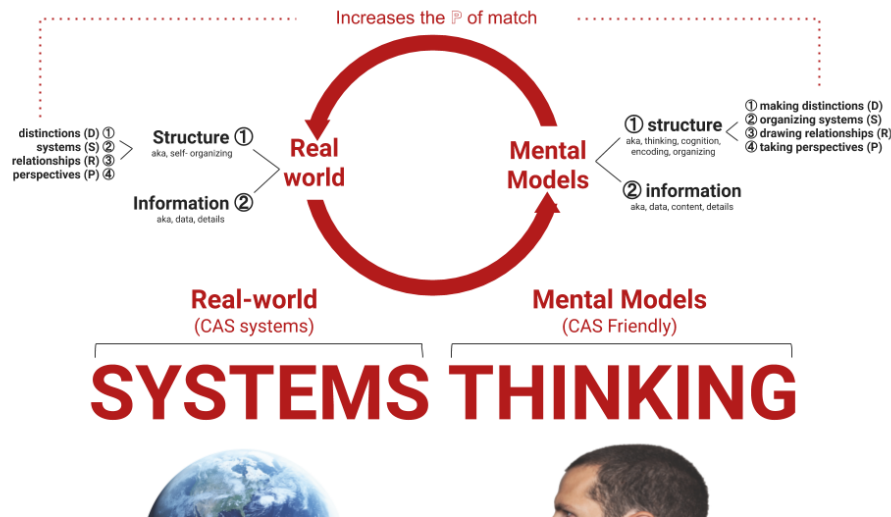 Increases the ℙ of match
distinctions (D) ①
systems (S) ②
relationships (R) ③
perspectives (P) ④
Structure ①
aka, self- organizing
Information ②
aka, data, details
Real
world
Mental
Models
① structure
aka, thinking, cognition,
encoding, organizing
② information
aka, data, content, details
① making distinctions (D)
② organizing systems (S)
③ drawing relationships (R)
④ taking perspectives (P)
Real-world
(CAS systems)
Mental Models
(CAS Friendly)
SYSTEMS THINKING